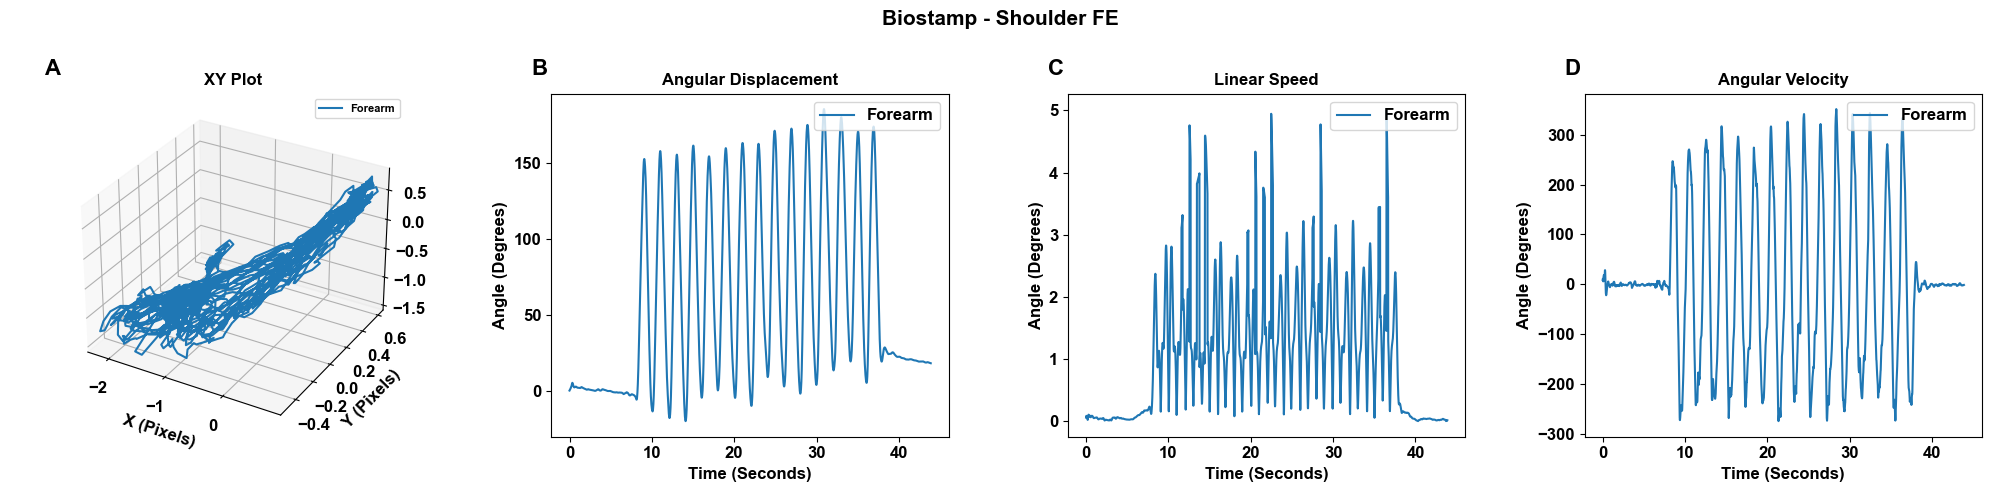 Biostamp - Shoulder FE
A
XY Plot
Forearm
0.5
0.0
−0.5
−1.0
−1.5
0.6
0.4
0.2
0.0
−0.2
−0.4
Y (Pixels)
−2
−1
0
X (Pixels)
B
Angular Displacement
Forearm
150
100
50
0
Angle (Degrees)
0 10 20 30 40
Time (Seconds)
C
Linear Speed
Forearm
5
4
3
2
1
0
Angle (Degrees)
0 10 20 30 40
Time (Seconds)
D
Angular Velocity
Forearm
300
200
100
0
−100
−200
−300
Angle (Degrees)
0 10 20 30 40
Time (Seconds)